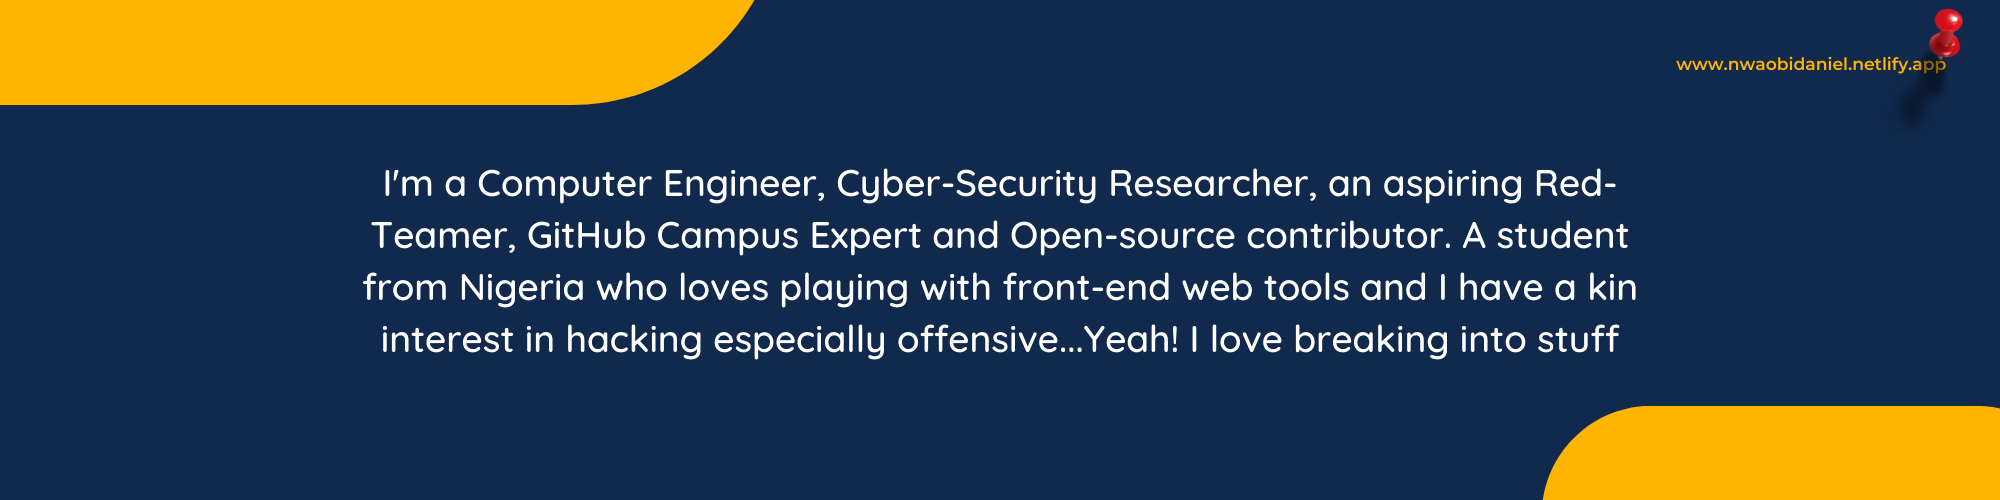 www.nwaobidaniel.netlify.app
I'm a Computer Engineer, Cyber-Security Researcher, an aspiring Red-
Teamer, GitHub Campus Expert and Open-source contributor. A student
from Nigeria who loves playing with front-end web tools and I have a kin
interest in hacking especially offensive...Yeah! I love breaking into stuff